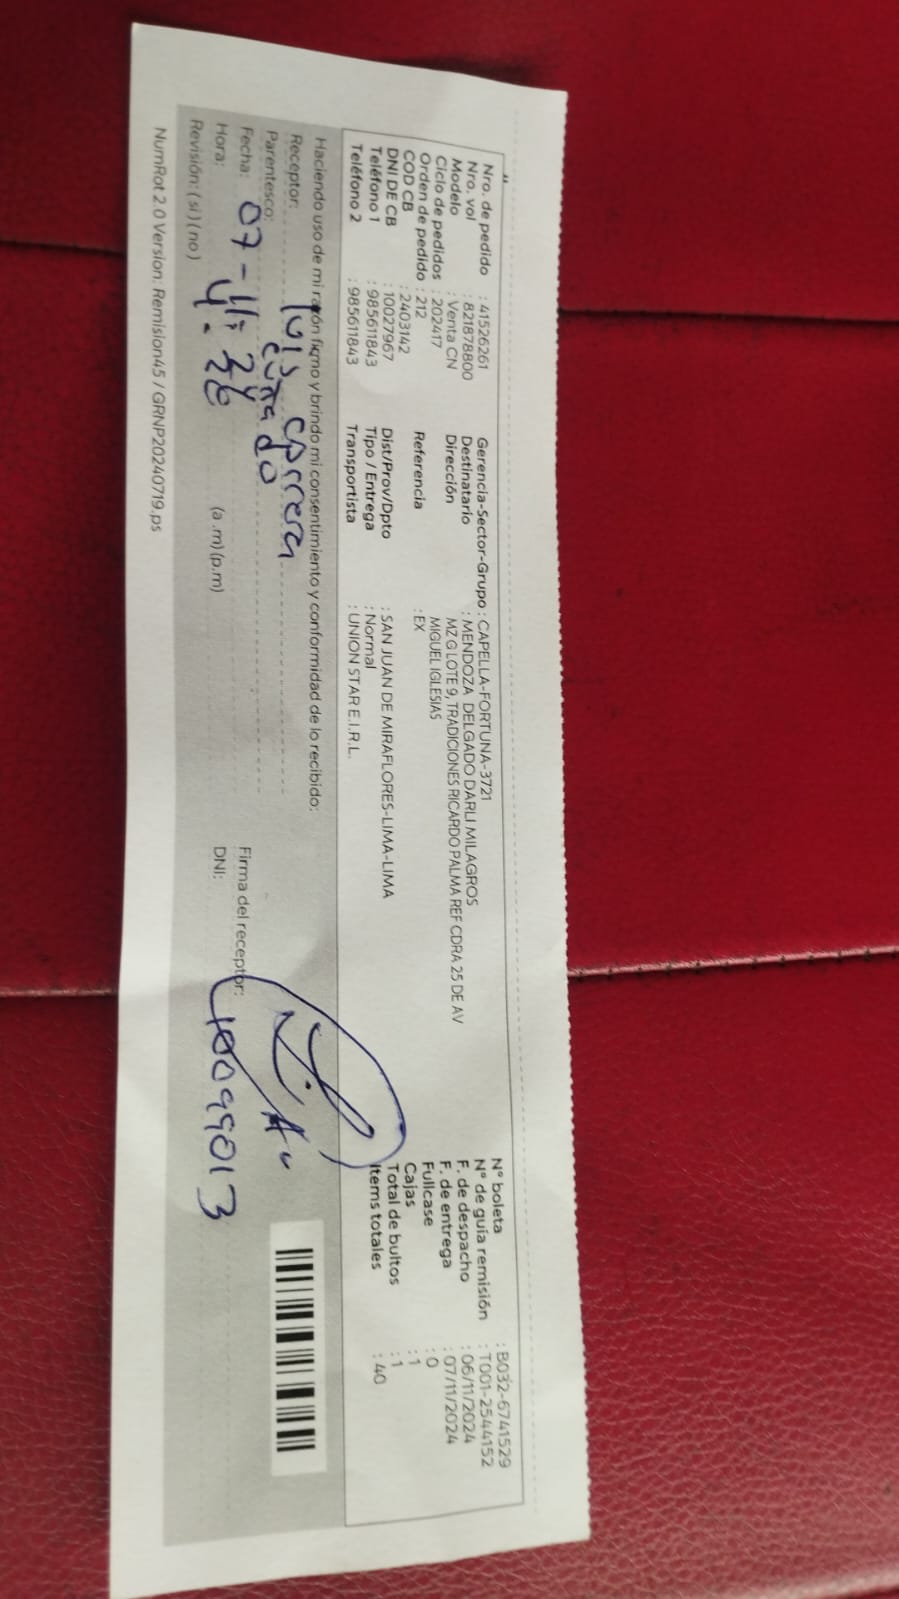 Nro. de pedido : 41526261
Nro. vol : 821878800
Modelo : Venta CN
Ciclo de pedidos : 202417
Orden de pedido : 212
COD CB : 2403142
DNI DE CB : 10027967
Teléfono 1 : 985611843
Teléfono 2 : 985611843
Gerencia-Sector-Grupo : CAPELLA-FORTUNA-3721
Destinatario : MENDOZA DELGADO DARLI MILAGROS
Dirección MZ G LOTE 9, TRADICIONES RICARDO PALMA REF CDRA 25 DE AV
MIGUEL IGLESIAS
Referencia : EX
Dist/Prov/Dpto : SAN JUAN DE MIRAFLORES-LIMA-LIMA
Tipo / Entrega : Normal
Transportista : UNION STAR E.I.R.L.
N° boleta : B032-6741529
N° de guía remisión : T001-2544152
F. de despacho : 06/11/2024
F. de entrega : 07/11/2024
Fullcase : 0
Cajas : 1
Total de bultos : 1
Items totales : 40
Haciendo uso de mi razón firmo y brindo mi consentimiento y conformidad de lo recibido:
Receptor: luis carrera
Parentesco: cuñado
Fecha: 07-11-24
Hora: 4:26 (a.m) (p.m)
Revisión: (si) (no)
Firma del receptor:
DNI: 10099013
NumRot 2.0 Version: Remision45 / GRNP20240719.ps